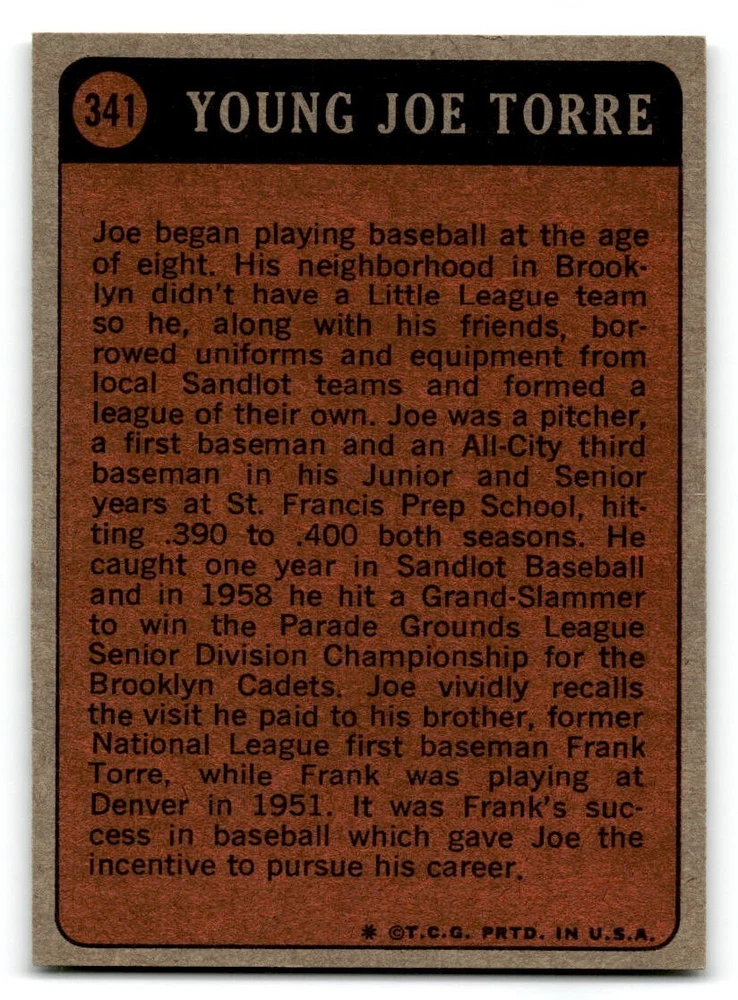 341 YOUNG JOE TORRE
Joe began playing baseball at the age
of eight. His neighborhood in Brook-
lyn didn't have a Little League team
so he, along with his friends, bor-
rowed uniforms and equipment from
local Sandlot teams and formed a
league of their own. Joe was a pitcher,
a first baseman and an All-City third
baseman in his Junior and Senior
years at St. Francis Prep School, hit-
ting .390 to .400 both seasons. He
caught one year in Sandlot Baseball
and in 1958 he hit a Grand-Slammer
to win the Parade Grounds League
Senior Division Championship for the
Brooklyn Cadets. Joe vividly recalls
the visit he paid to his brother, former
National League first baseman Frank
Torre, while Frank was playing at
Denver in 1951. It was Frank's suc-
cess in baseball which gave Joe the
incentive to pursue his career.
* ©T.C.G. PRTD. IN U.S.A.